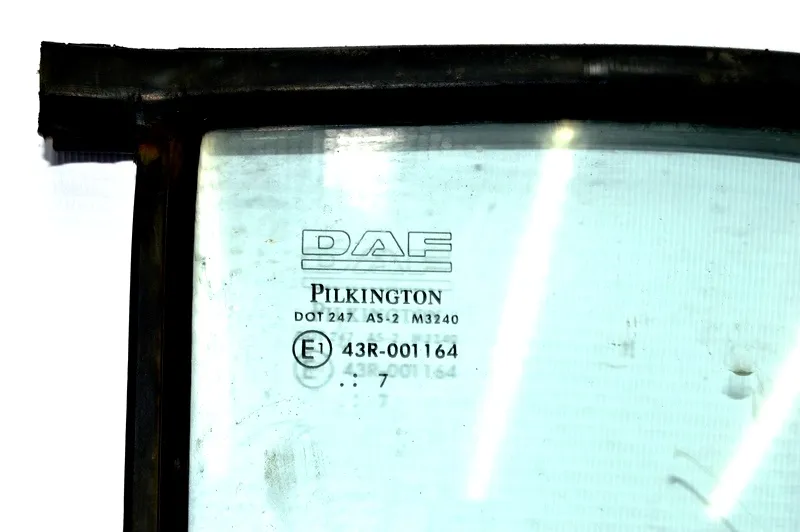 DAF
PILKINGTON
DOT 247 AS-2 M3240
E1 43R-001164
.: 7